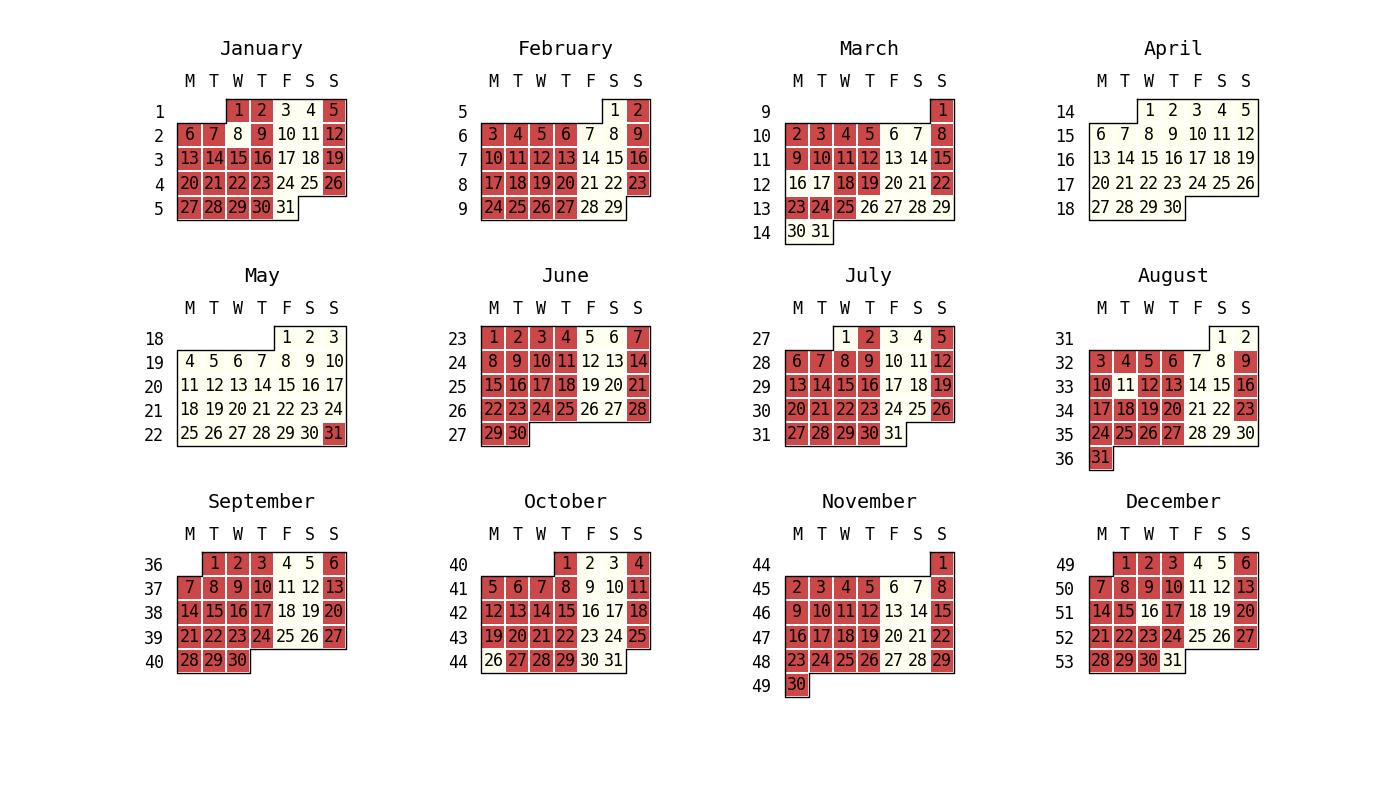 January February March April
M T W T F S S M T W T F S S M T W T F S S M T W T F S S
1 1 2 3 4 5 5 1 2 9 1 14 1 2 3 4 5
2 6 7 8 9 10 11 12 6 3 4 5 6 7 8 9 10 2 3 4 5 6 7 8 15 6 7 8 9 10 11 12
3 13 14 15 16 17 18 19 7 10 11 12 13 14 15 16 11 9 10 11 12 13 14 15 16 13 14 15 16 17 18 19
4 20 21 22 23 24 25 26 8 17 18 19 20 21 22 23 12 16 17 18 19 20 21 22 17 20 21 22 23 24 25 26
5 27 28 29 30 31 9 24 25 26 27 28 29 13 23 24 25 26 27 28 29 18 27 28 29 30
14 30 31
May June July August
M T W T F S S M T W T F S S M T W T F S S M T W T F S S
18 1 2 3 23 1 2 3 4 5 6 7 27 1 2 3 4 5 31 1 2
19 4 5 6 7 8 9 10 24 8 9 10 11 12 13 14 28 6 7 8 9 10 11 12 32 3 4 5 6 7 8 9
20 11 12 13 14 15 16 17 25 15 16 17 18 19 20 21 29 13 14 15 16 17 18 19 33 10 11 12 13 14 15 16
21 18 19 20 21 22 23 24 26 22 23 24 25 26 27 28 30 20 21 22 23 24 25 26 34 17 18 19 20 21 22 23
22 25 26 27 28 29 30 31 27 29 30 31 27 28 29 30 31 35 24 25 26 27 28 29 30
36 31
September October November December
M T W T F S S M T W T F S S M T W T F S S M T W T F S S
36 1 2 3 4 5 6 40 1 2 3 4 44 1 49 1 2 3 4 5 6
37 7 8 9 10 11 12 13 41 5 6 7 8 9 10 11 45 2 3 4 5 6 7 8 50 7 8 9 10 11 12 13
38 14 15 16 17 18 19 20 42 12 13 14 15 16 17 18 46 9 10 11 12 13 14 15 51 14 15 16 17 18 19 20
39 21 22 23 24 25 26 27 43 19 20 21 22 23 24 25 47 16 17 18 19 20 21 22 52 21 22 23 24 25 26 27
40 28 29 30 44 26 27 28 29 30 31 48 23 24 25 26 27 28 29 53 28 29 30 31
49 30